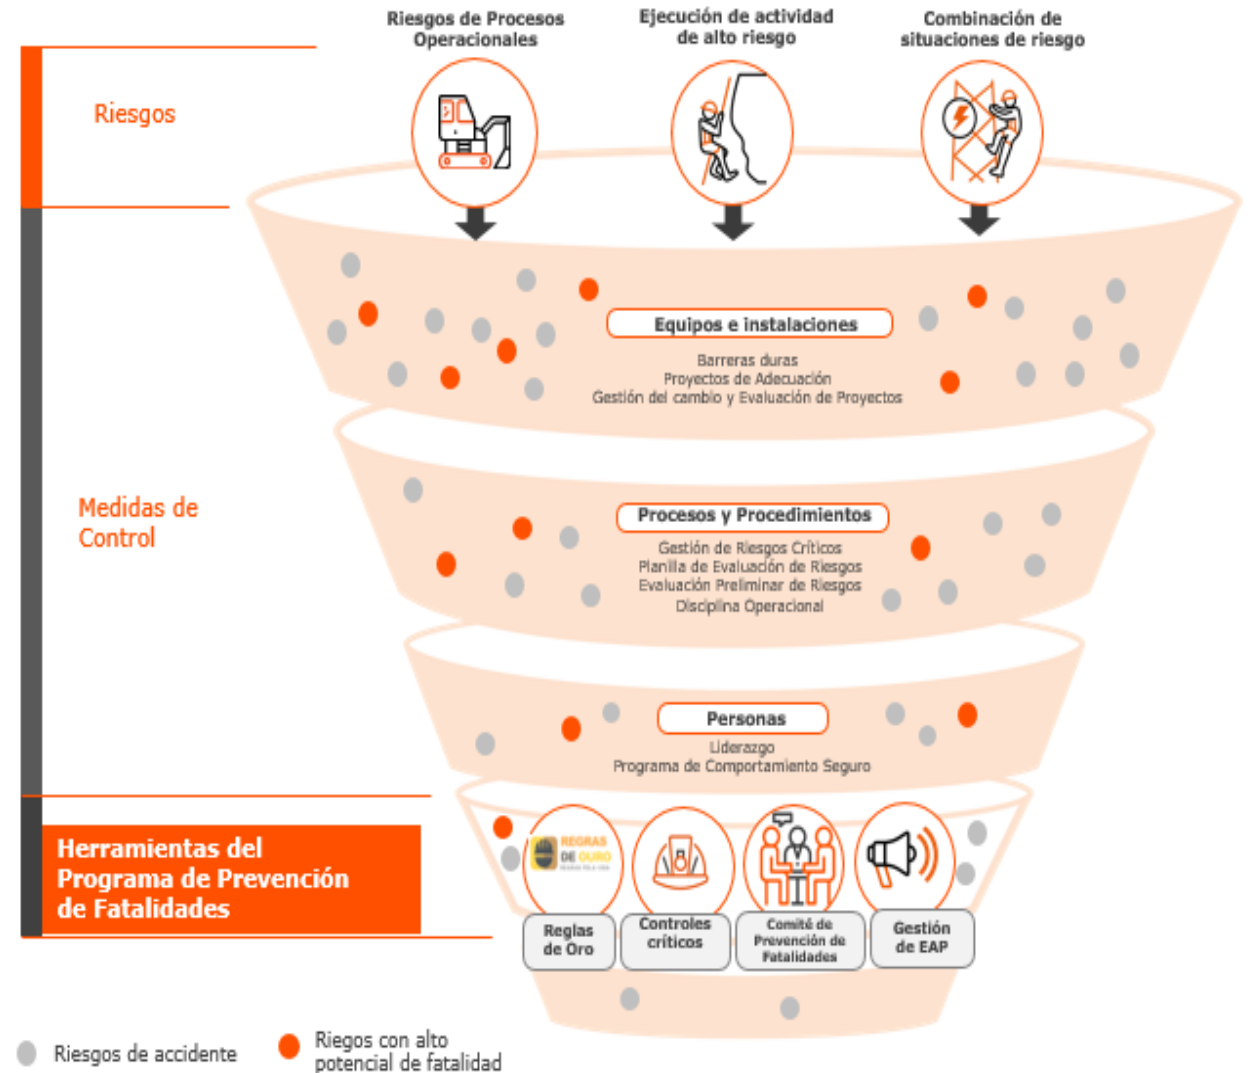 Riesgos de Procesos
Operacionales
Ejecución de actividad
de alto riesgo
Combinación de
situaciones de riesgo
Riesgos
Equipos e instalaciones
Barreras duras
Proyectos de Adecuación
Gestión del cambio y Evaluación de Proyectos
Medidas de
Control
Procesos y Procedimientos
Gestión de Riesgos Críticos
Planilla de Evaluación de Riesgos
Evaluación Preliminar de Riesgos
Disciplina Operacional
Personas
Liderazgo
Programa de Comportamiento Seguro
Herramientas del
Programa de Prevención
de Fatalidades
REGRAS
DE OURO
Reglas
de Oro
Controles
críticos
Comité de
Prevención de
Fatalidades
Gestión
de EAP
Riesgos de accidente
Riegos con alto
potencial de fatalidad